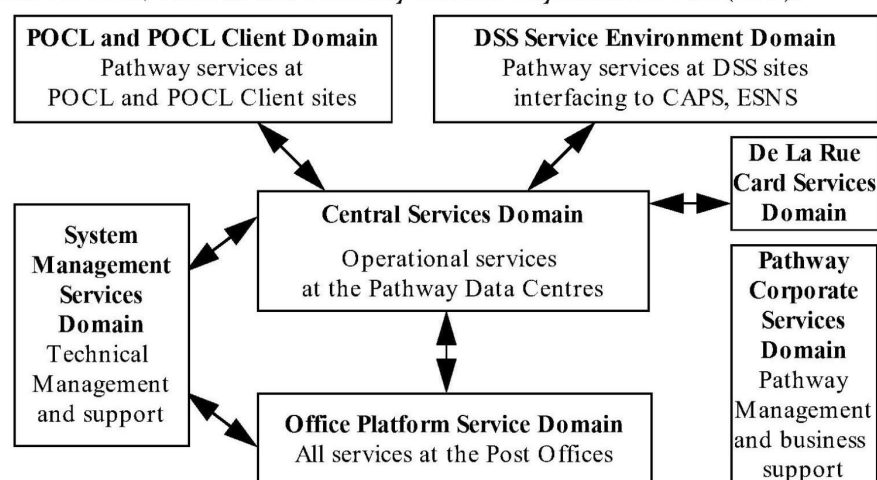 POCL and POCL Client Domain
Pathway services at
POCL and POCL Client sites
DSS Service Environment Domain
Pathway services at DSS sites
interfacing to CAPS, ESNS
De La Rue
Card Services
Domain
Central Services Domain
Operational services
at the Pathway Data Centres
System
Management
Services
Domain
Technical
Management
and support
Pathway
Corporate
Services
Domain
Pathway
Management
and business
support
Office Platform Service Domain
All services at the Post Offices